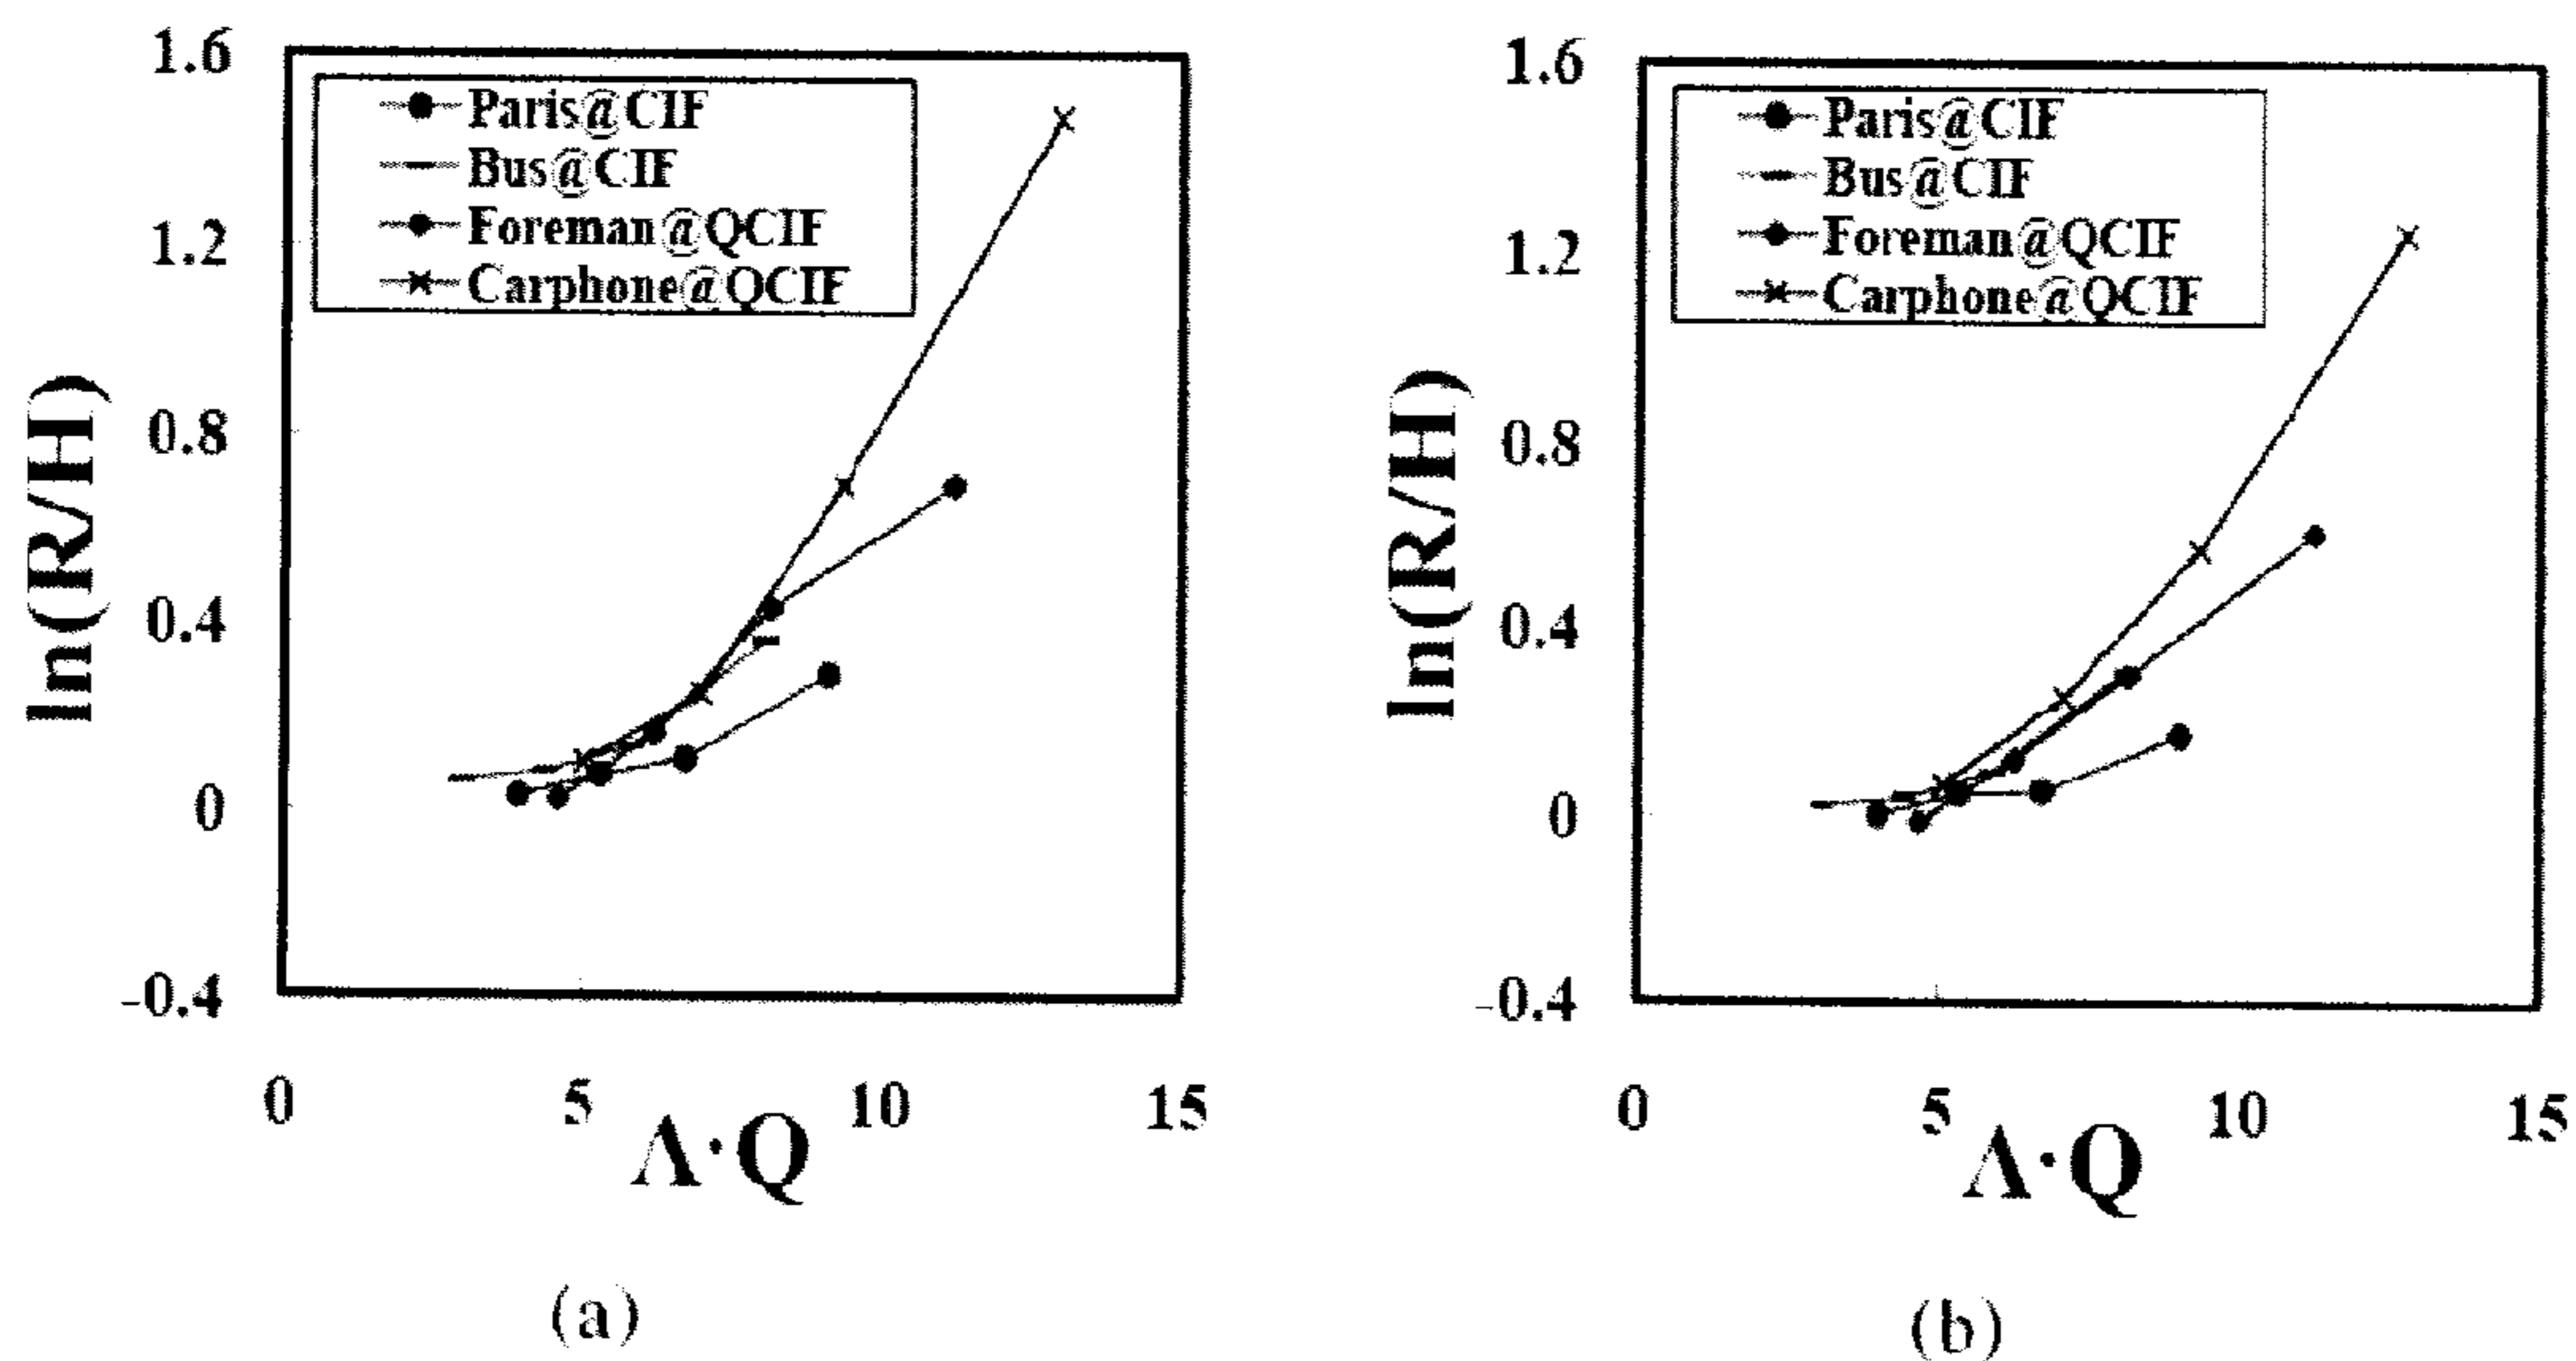 1.6
1.2
0.8
0.4
0
-0.4
ln(R/H)
Paris@CIF
Bus@CIF
Foreman@QCIF
Carphone@QCIF
0 5 10 15
Λ·Q
(a)
1.6
1.2
0.8
0.4
0
-0.4
ln(R/H)
Paris@CIF
Bus@CIF
Foreman@QCIF
Carphone@QCIF
0 5 10 15
Λ·Q
(b)